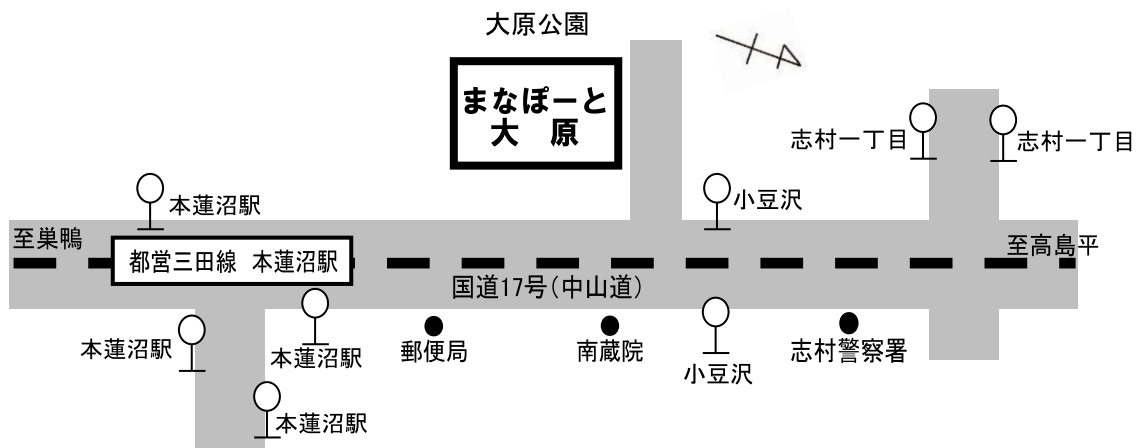 大原公園
まなぽーと
大　原
志村一丁目
志村一丁目
本蓮沼駅
小豆沢
至巣鴨
都営三田線　本蓮沼駅
至高島平
国道17号（中山道）
本蓮沼駅
本蓮沼駅
郵便局
南蔵院
小豆沢
志村警察署
本蓮沼駅